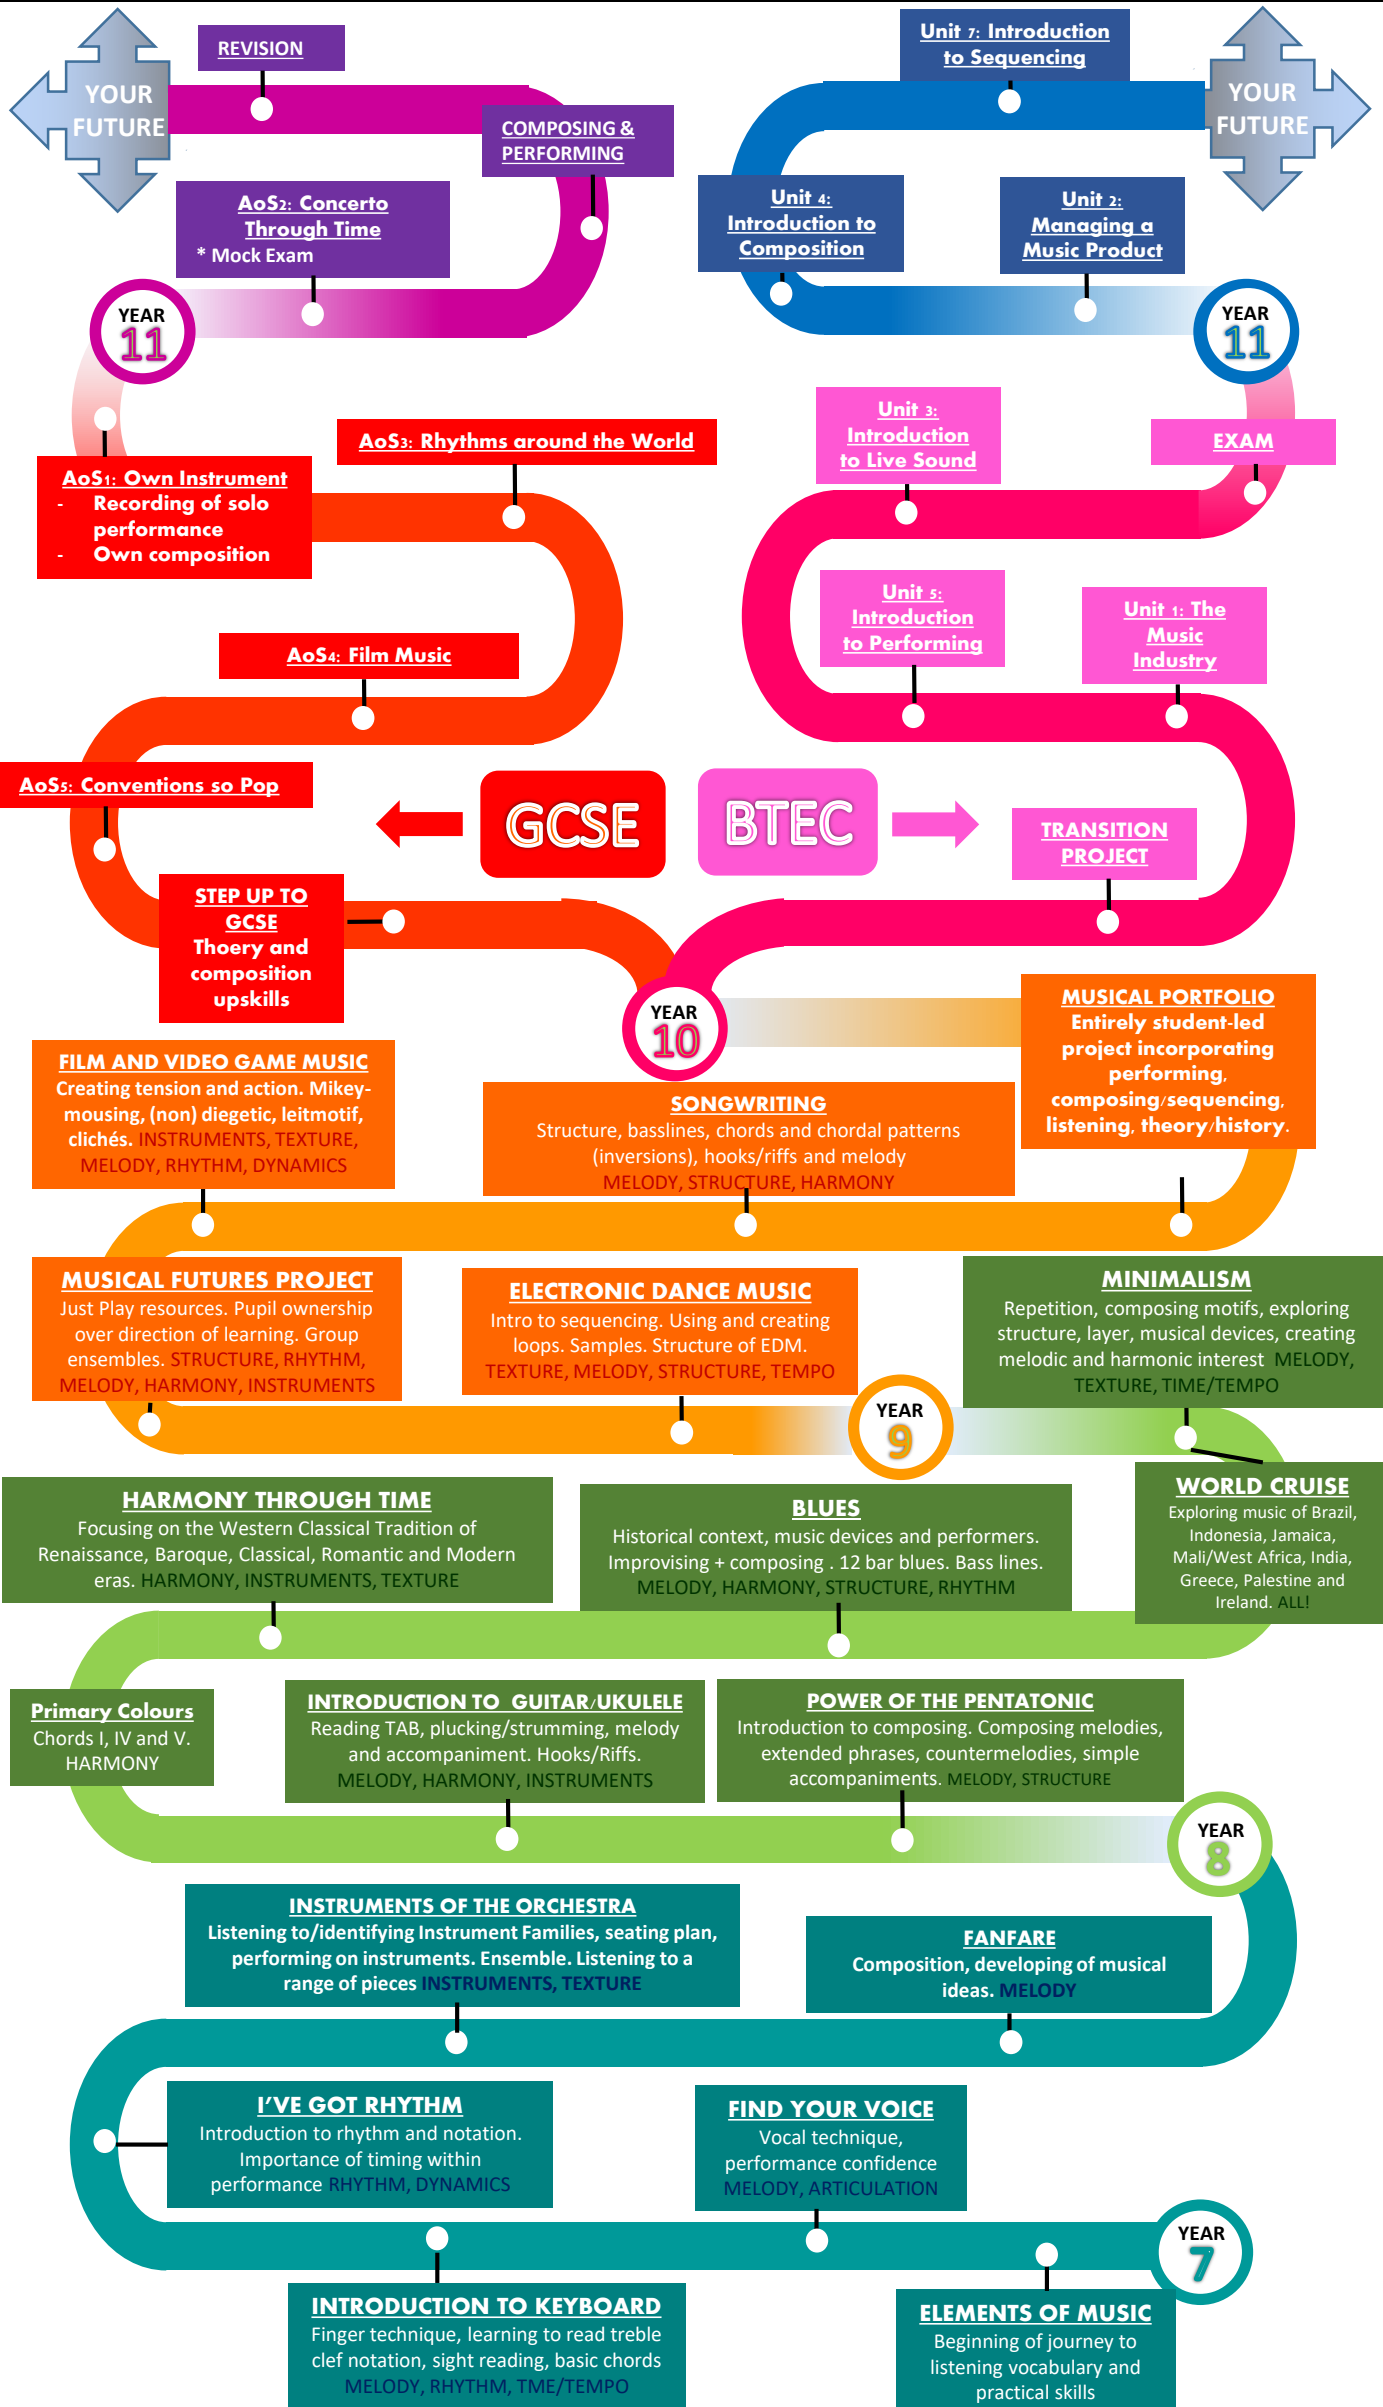 REVISION
YOUR
FUTURE
COMPOSING &
PERFORMING
AoS2: Concerto
Through Time
* Mock Exam
YEAR
11
Unit 7: Introduction
to Sequencing
YOUR
FUTURE
Unit 4:
Introduction to
Composition
Unit 2:
Managing a
Music Product
YEAR
11
AoS1: Own Instrument
- Recording of solo
performance
- Own composition
AoS3: Rhythms around the World
AoS4: Film Music
AoS5: Conventions so Pop
GCSE
STEP UP TO
GCSE
Thoery and
composition
upskills
Unit 3:
Introduction
to Live Sound
EXAM
Unit 5:
Introduction
to Performing
Unit 1: The
Music
Industry
BTEC
TRANSITION
PROJECT
YEAR
10
MUSICAL PORTFOLIO
Entirely student-led
project incorporating
performing,
composing/sequencing,
listening, theory/history.
FILM AND VIDEO GAME MUSIC
Creating tension and action. Mikey-
mousing, (non) diegetic, leitmotif,
clichés. INSTRUMENTS, TEXTURE,
MELODY, RHYTHM, DYNAMICS
SONGWRITING
Structure, basslines, chords and chordal patterns
(inversions), hooks/riffs and melody
MELODY, STRUCTURE, HARMONY
MUSICAL FUTURES PROJECT
Just Play resources. Pupil ownership
over direction of learning. Group
ensembles. STRUCTURE, RHYTHM,
MELODY, HARMONY, INSTRUMENTS
ELECTRONIC DANCE MUSIC
Intro to sequencing. Using and creating
loops. Samples. Structure of EDM.
TEXTURE, MELODY, STRUCTURE, TEMPO
MINIMALISM
Repetition, composing motifs, exploring
structure, layer, musical devices, creating
melodic and harmonic interest MELODY,
TEXTURE, TIME/TEMPO
YEAR
9
HARMONY THROUGH TIME
Focusing on the Western Classical Tradition of
Renaissance, Baroque, Classical, Romantic and Modern
eras. HARMONY, INSTRUMENTS, TEXTURE
BLUES
Historical context, music devices and performers.
Improvising + composing . 12 bar blues. Bass lines.
MELODY, HARMONY, STRUCTURE, RHYTHM
WORLD CRUISE
Exploring music of Brazil,
Indonesia, Jamaica,
Mali/West Africa, India,
Greece, Palestine and
Ireland. ALL!
Primary Colours
Chords I, IV and V.
HARMONY
INTRODUCTION TO GUITAR/UKULELE
Reading TAB, plucking/strumming, melody
and accompaniment. Hooks/Riffs.
MELODY, HARMONY, INSTRUMENTS
POWER OF THE PENTATONIC
Introduction to composing. Composing melodies,
extended phrases, countermelodies, simple
accompaniments. MELODY, STRUCTURE
YEAR
8
INSTRUMENTS OF THE ORCHESTRA
Listening to/identifying Instrument Families, seating plan,
performing on instruments. Ensemble. Listening to a
range of pieces INSTRUMENTS, TEXTURE
FANFARE
Composition, developing of musical
ideas. MELODY
I'VE GOT RHYTHM
Introduction to rhythm and notation.
Importance of timing within
performance RHYTHM, DYNAMICS
FIND YOUR VOICE
Vocal technique,
performance confidence
MELODY, ARTICULATION
YEAR
7
INTRODUCTION TO KEYBOARD
Finger technique, learning to read treble
clef notation, sight reading, basic chords
MELODY, RHYTHM, TME/TEMPO
ELEMENTS OF MUSIC
Beginning of journey to
listening vocabulary and
practical skills